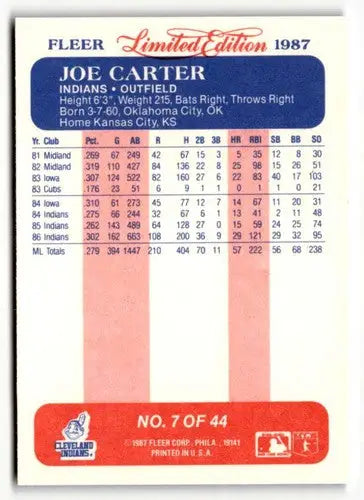 FLEER Limited Edition 1987
JOE CARTER
INDIANS • OUTFIELD
Height 6'3", Weight 215, Bats Right, Throws Right
Born 3-7-60, Oklahoma City, OK
Home Kansas City, KS
Yr. Club Pct. G AB R H 2B 3B HR RBI SB BB SO
81 Midland .269 67 249 42 67 15 3 5 35 12 8 30
82 Midland .319 110 427 84 136 22 8 25 98 15 26 51
83 Iowa .307 124 522 82 160 27 6 22 83 40 17 103
83 Cubs .176 23 51 6 9 1 1 0 1 1 0 21
84 Iowa .310 61 248 45 77 12 7 14 67 11 20 31
84 Indians .275 66 244 32 67 6 1 13 41 2 11 48
85 Indians .262 143 489 64 128 27 0 15 59 24 25 74
86 Indians .302 162 663 108 200 36 9 29 121 29 32 95
ML Totals .279 394 1447 210 404 70 11 57 222 56 68 238
CLEVELAND
INDIANS
NO. 7 OF 44
©1987 FLEER CORP., PHILA., 19141
PRINTED IN U.S.A.